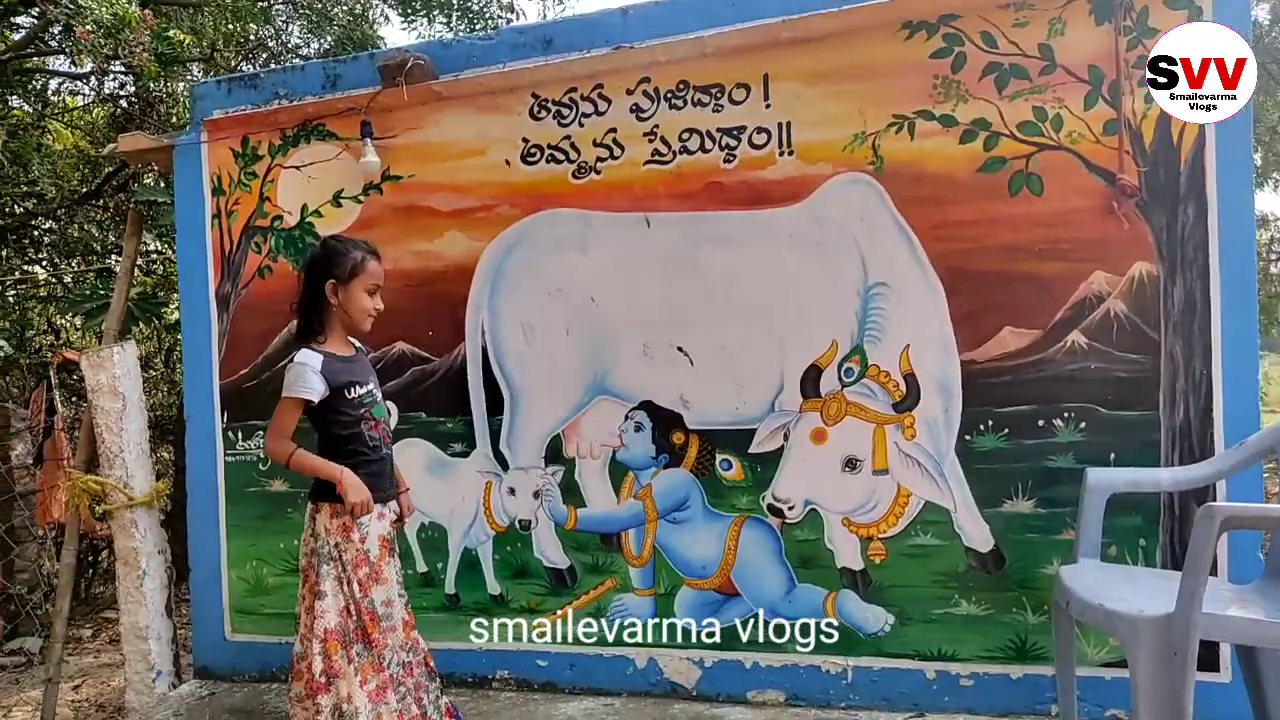 ఆవును పుజిద్దాం!
అమ్మను ప్రేమిద్దాం!!
SVV
Smailevarma
Vlogs
smailevarma vlogs